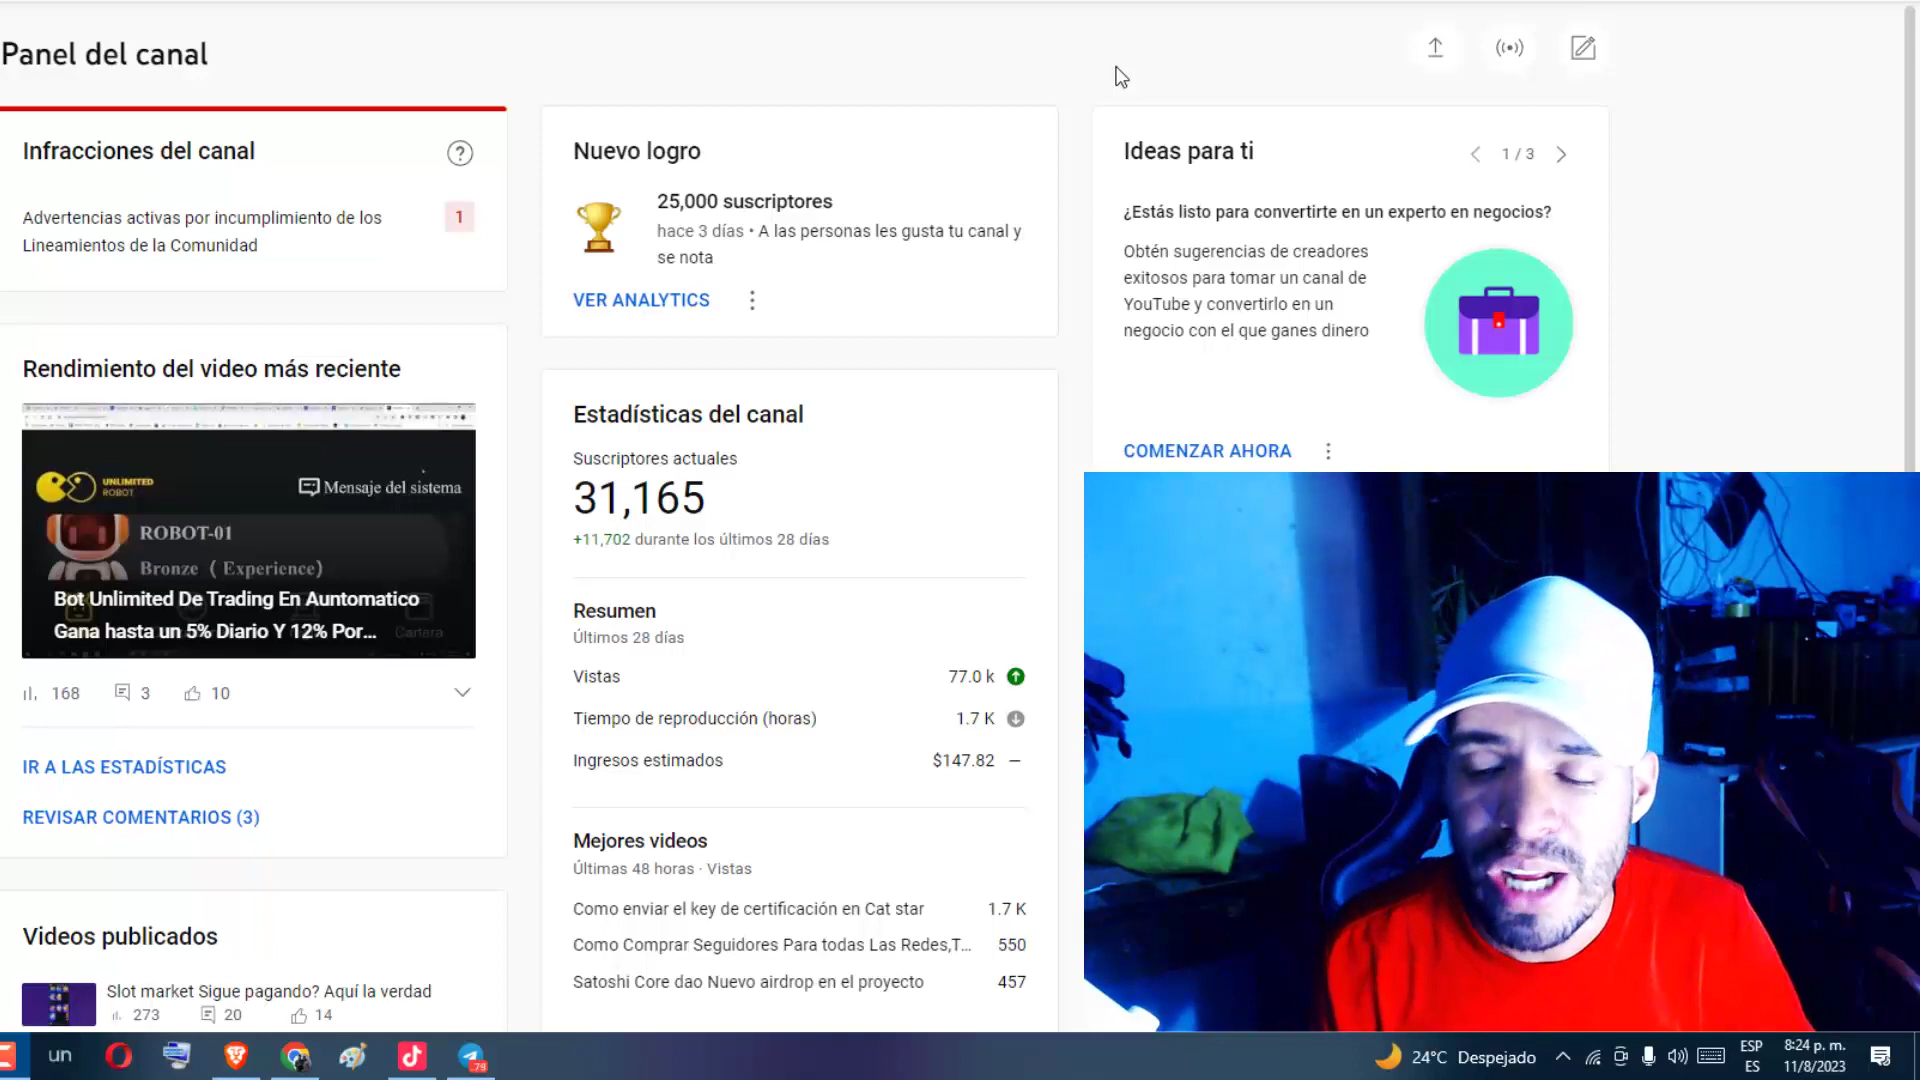 Panel del canal
Infracciones del canal
Advertencias activas por incumplimiento de los
Lineamientos de la Comunidad
1
Rendimiento del video más reciente
UNLIMITED
ROBOT
Mensaje del sistema
ROBOT-01
Bronze ( Experience)
Bot Unlimited De Trading En Auntomatico
Gana hasta un 5% Diario Y 12% Por...
Cartera
168
3
10
IR A LAS ESTADÍSTICAS
REVISAR COMENTARIOS (3)
Videos publicados
Slot market Sigue pagando? Aquí la verdad
273
20
14
Nuevo logro
25,000 suscriptores
hace 3 días • A las personas les gusta tu canal y
se nota
VER ANALYTICS
Estadísticas del canal
Suscriptores actuales
31,165
+11,702 durante los últimos 28 días
Resumen
Últimos 28 días
Vistas 77.0 k
Tiempo de reproducción (horas) 1.7 K
Ingresos estimados $147.82 —
Mejores videos
Últimas 48 horas · Vistas
Como enviar el key de certificación en Cat star 1.7 K
Como Comprar Seguidores Para todas Las Redes,T... 550
Satoshi Core dao Nuevo airdrop en el proyecto 457
Ideas para ti
1 / 3
¿Estás listo para convertirte en un experto en negocios?
Obtén sugerencias de creadores
exitosos para tomar un canal de
YouTube y convertirlo en un
negocio con el que ganes dinero
COMENZAR AHORA
un
79
24°C Despejado
ESP
ES
8:24 p. m.
11/8/2023